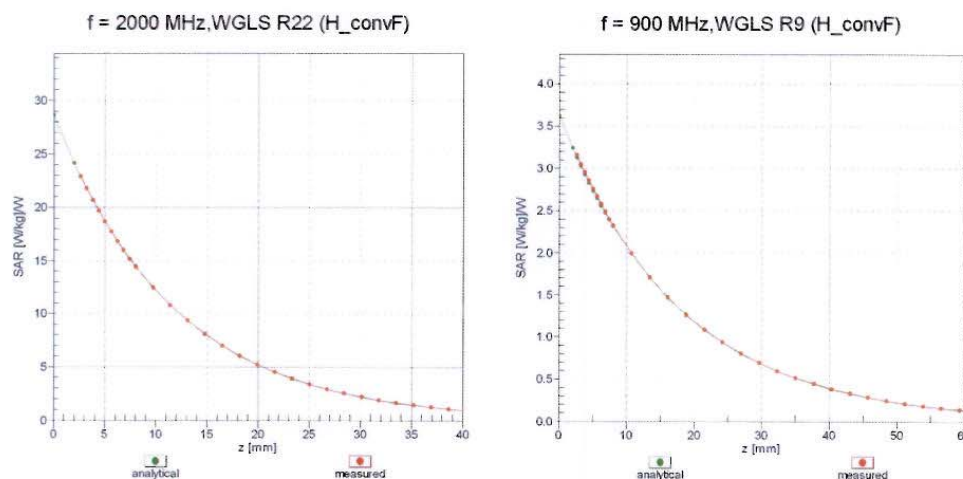 f = 2000 MHz,WGLS R22 (H_convF)
30
25
20
15
10
5
0
SAR [W/kg]/W
0 5 10 15 20 25 30 35 40
z [mm]
analytical measured
f = 900 MHz,WGLS R9 (H_convF)
4.0
3.5
3.0
2.5
2.0
1.5
1.0
0.5
0.0
SAR [W/kg]/W
0 10 20 30 40 50 60
z [mm]
analytical measured